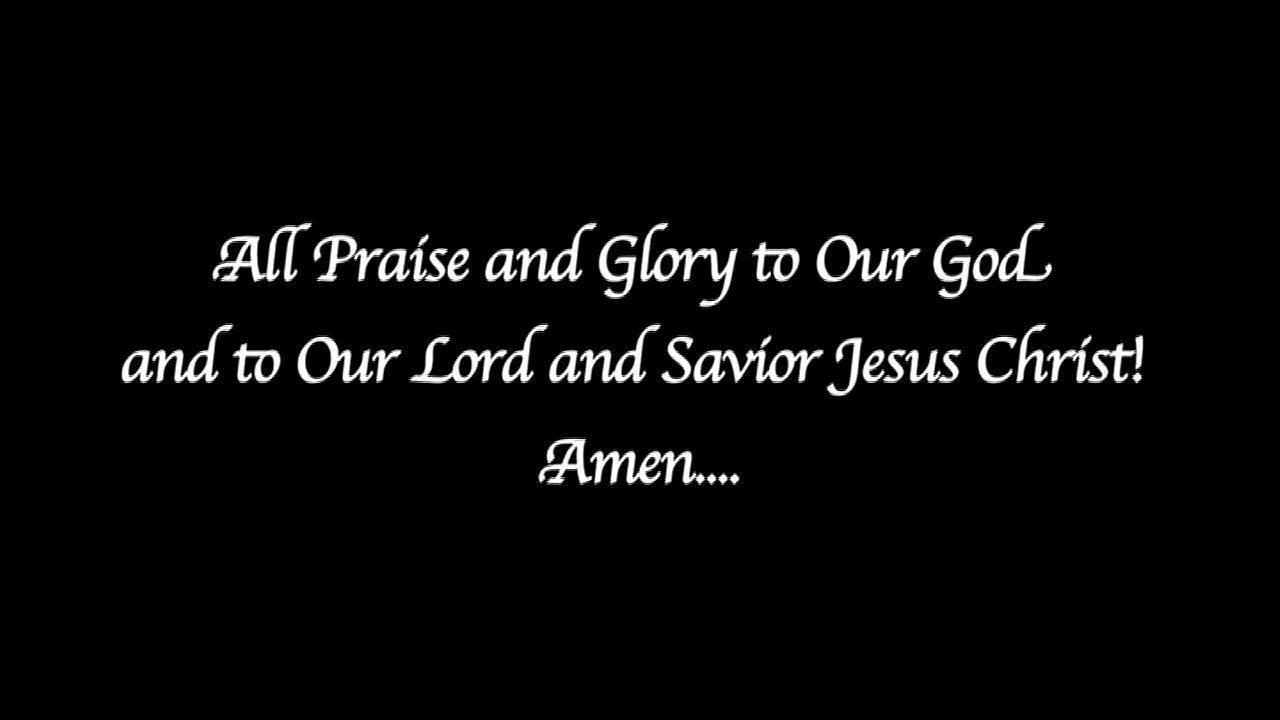 All Praise and Glory to Our God
and to Our Lord and Savior Jesus Christ!
Amen....